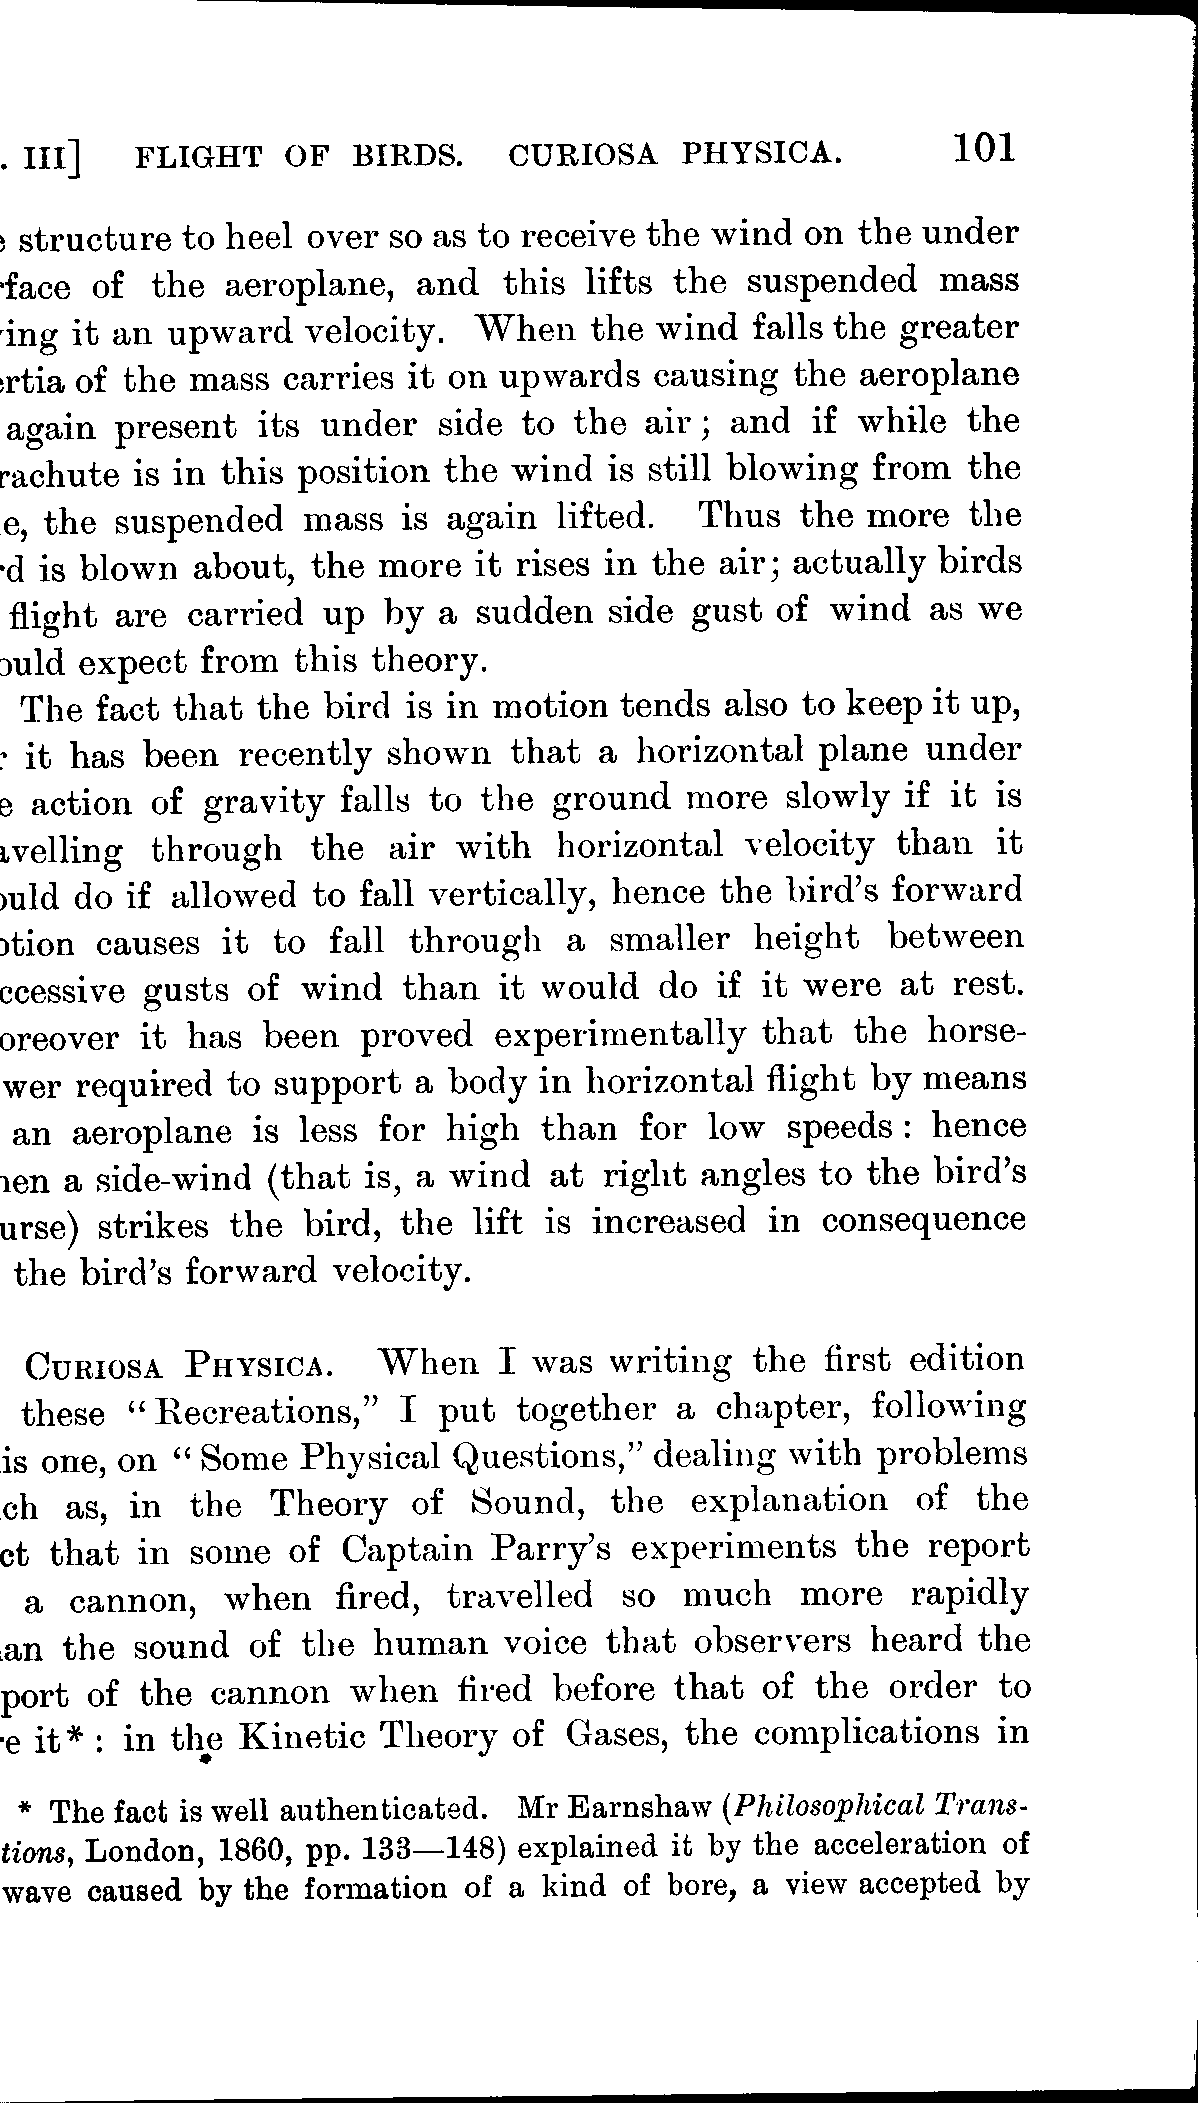 . III] FLIGHT OF BIRDS. CURIOSA PHYSICA. 101
structure to heel over so as to receive the wind on the under
face of the aeroplane, and this lifts the suspended mass
ing it an upward velocity. When the wind falls the greater
rtia of the mass carries it on upwards causing the aeroplane
again present its under side to the air; and if while the
rachute is in this position the wind is still blowing from the
e, the suspended mass is again lifted. Thus the more the
d is blown about, the more it rises in the air; actually birds
flight are carried up by a sudden side gust of wind as we
ould expect from this theory.
The fact that the bird is in motion tends also to keep it up,
it has been recently shown that a horizontal plane under
e action of gravity falls to the ground more slowly if it is
velling through the air with horizontal velocity than it
ould do if allowed to fall vertically, hence the bird's forward
otion causes it to fall through a smaller height between
ccessive gusts of wind than it would do if it were at rest.
oreover it has been proved experimentally that the horse-
wer required to support a body in horizontal flight by means
an aeroplane is less for high than for low speeds: hence
hen a side-wind (that is, a wind at right angles to the bird's
urse) strikes the bird, the lift is increased in consequence
the bird's forward velocity.
CURIOSA PHYSICA. When I was writing the first edition
these "Recreations," I put together a chapter, following
is one, on "Some Physical Questions," dealing with problems
ch as, in the Theory of Sound, the explanation of the
ct that in some of Captain Parry's experiments the report
a cannon, when fired, travelled so much more rapidly
an the sound of the human voice that observers heard the
port of the cannon when fired before that of the order to
e it*: in the Kinetic Theory of Gases, the complications in
* The fact is well authenticated. Mr Earnshaw (Philosophical Trans-
tions, London, 1860, pp. 133—148) explained it by the acceleration of
wave caused by the formation of a kind of bore, a view accepted by